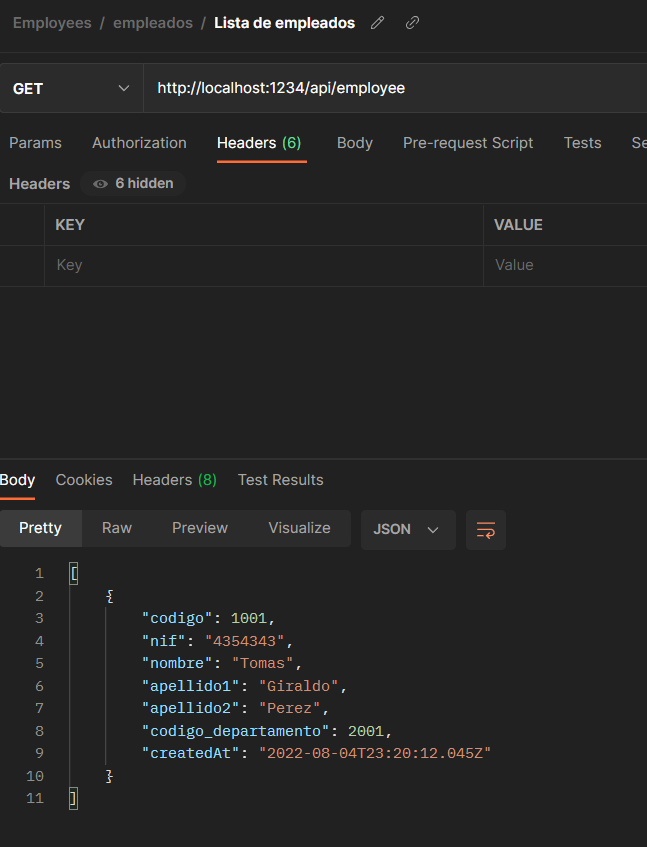 Employees / empleados / Lista de empleados
GET http://localhost:1234/api/employee
Params Authorization Headers (6) Body Pre-request Script Tests Se
Headers 6 hidden
KEY VALUE
Key Value
Body Cookies Headers (8) Test Results
Pretty Raw Preview Visualize JSON
1 [
2 {
3 "codigo": 1001,
4 "nif": "4354343",
5 "nombre": "Tomas",
6 "apellido1": "Giraldo",
7 "apellido2": "Perez",
8 "codigo_departamento": 2001,
9 "createdAt": "2022-08-04T23:20:12.045Z"
10 }
11 ]